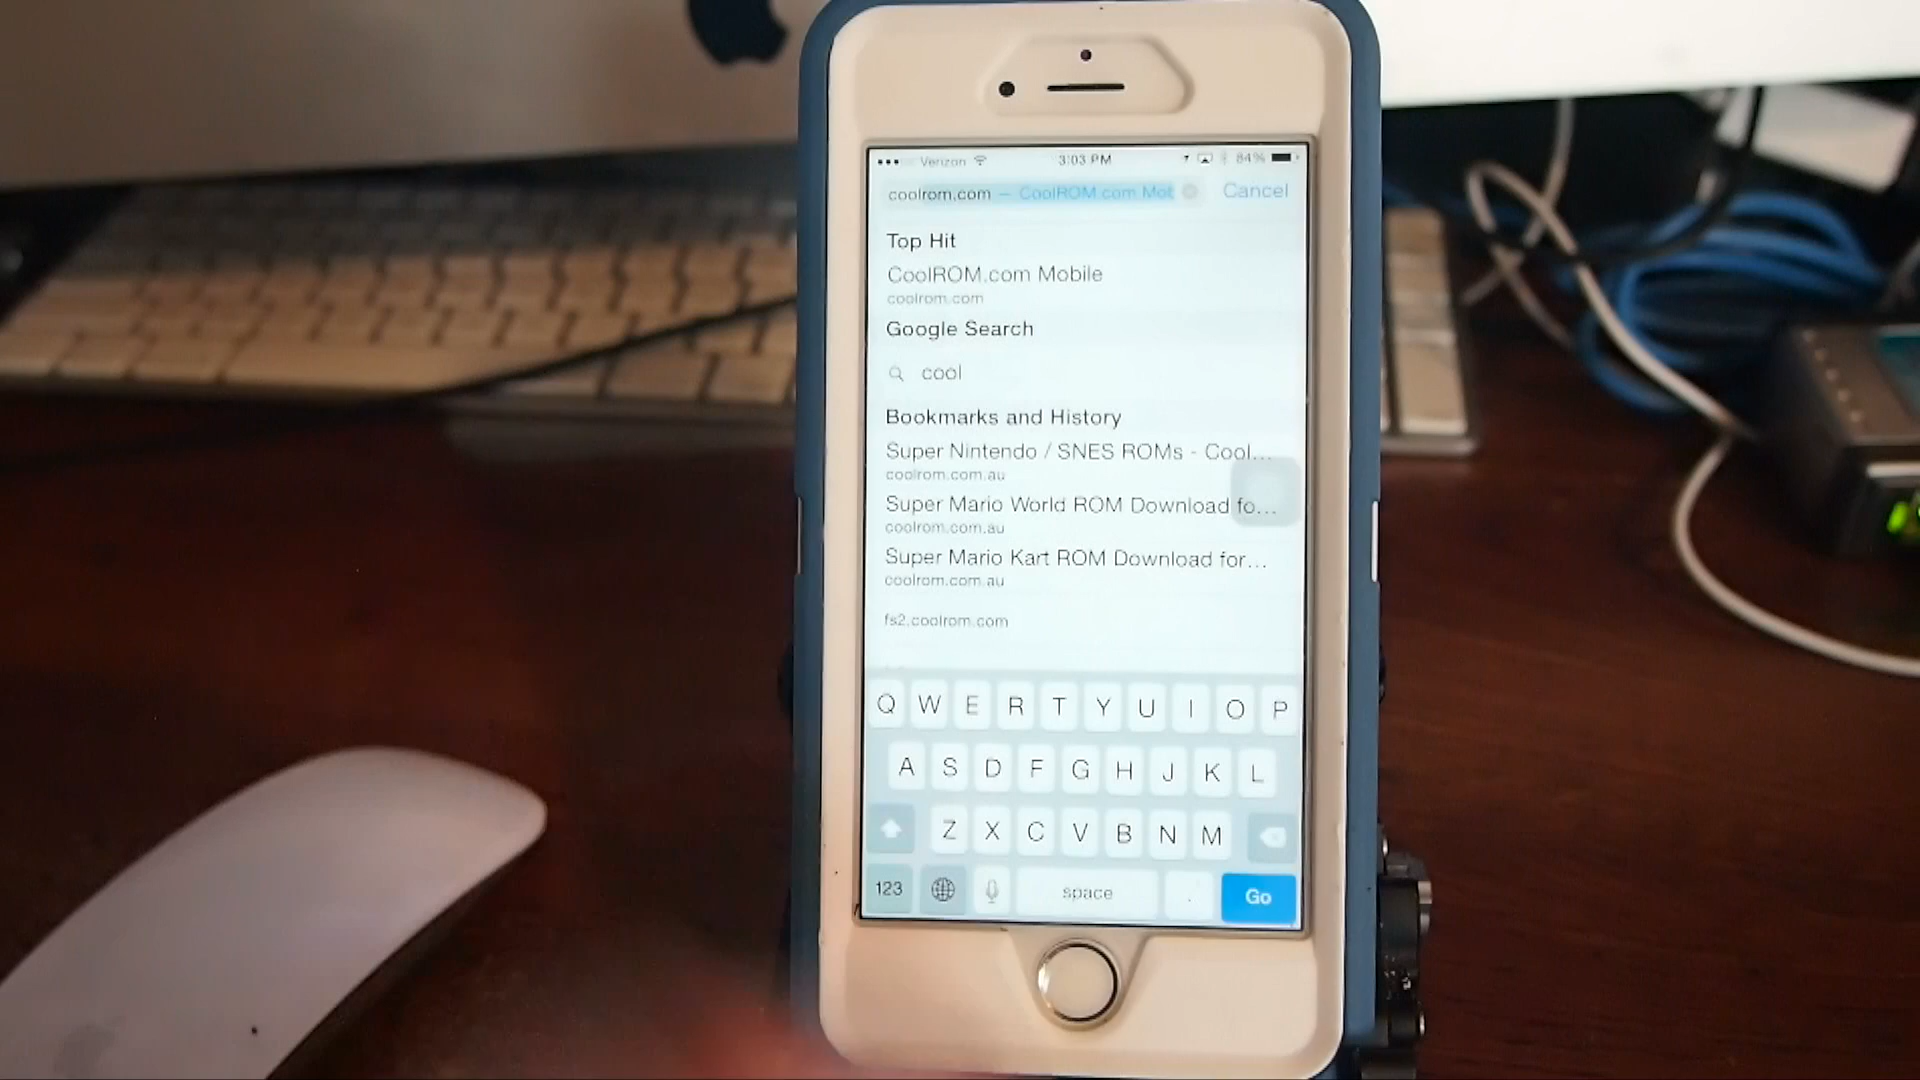 Verizon 3:03 PM 84%
coolrom.com — CoolROM.com Mot Cancel
Top Hit
CoolROM.com Mobile
coolrom.com
Google Search
cool
Bookmarks and History
Super Nintendo / SNES ROMs - Cool...
coolrom.com.au
Super Mario World ROM Download fo...
coolrom.com.au
Super Mario Kart ROM Download for...
coolrom.com.au
fs2.coolrom.com
Q W E R T Y U I O P
A S D F G H J K L
Z X C V B N M
123 space . Go